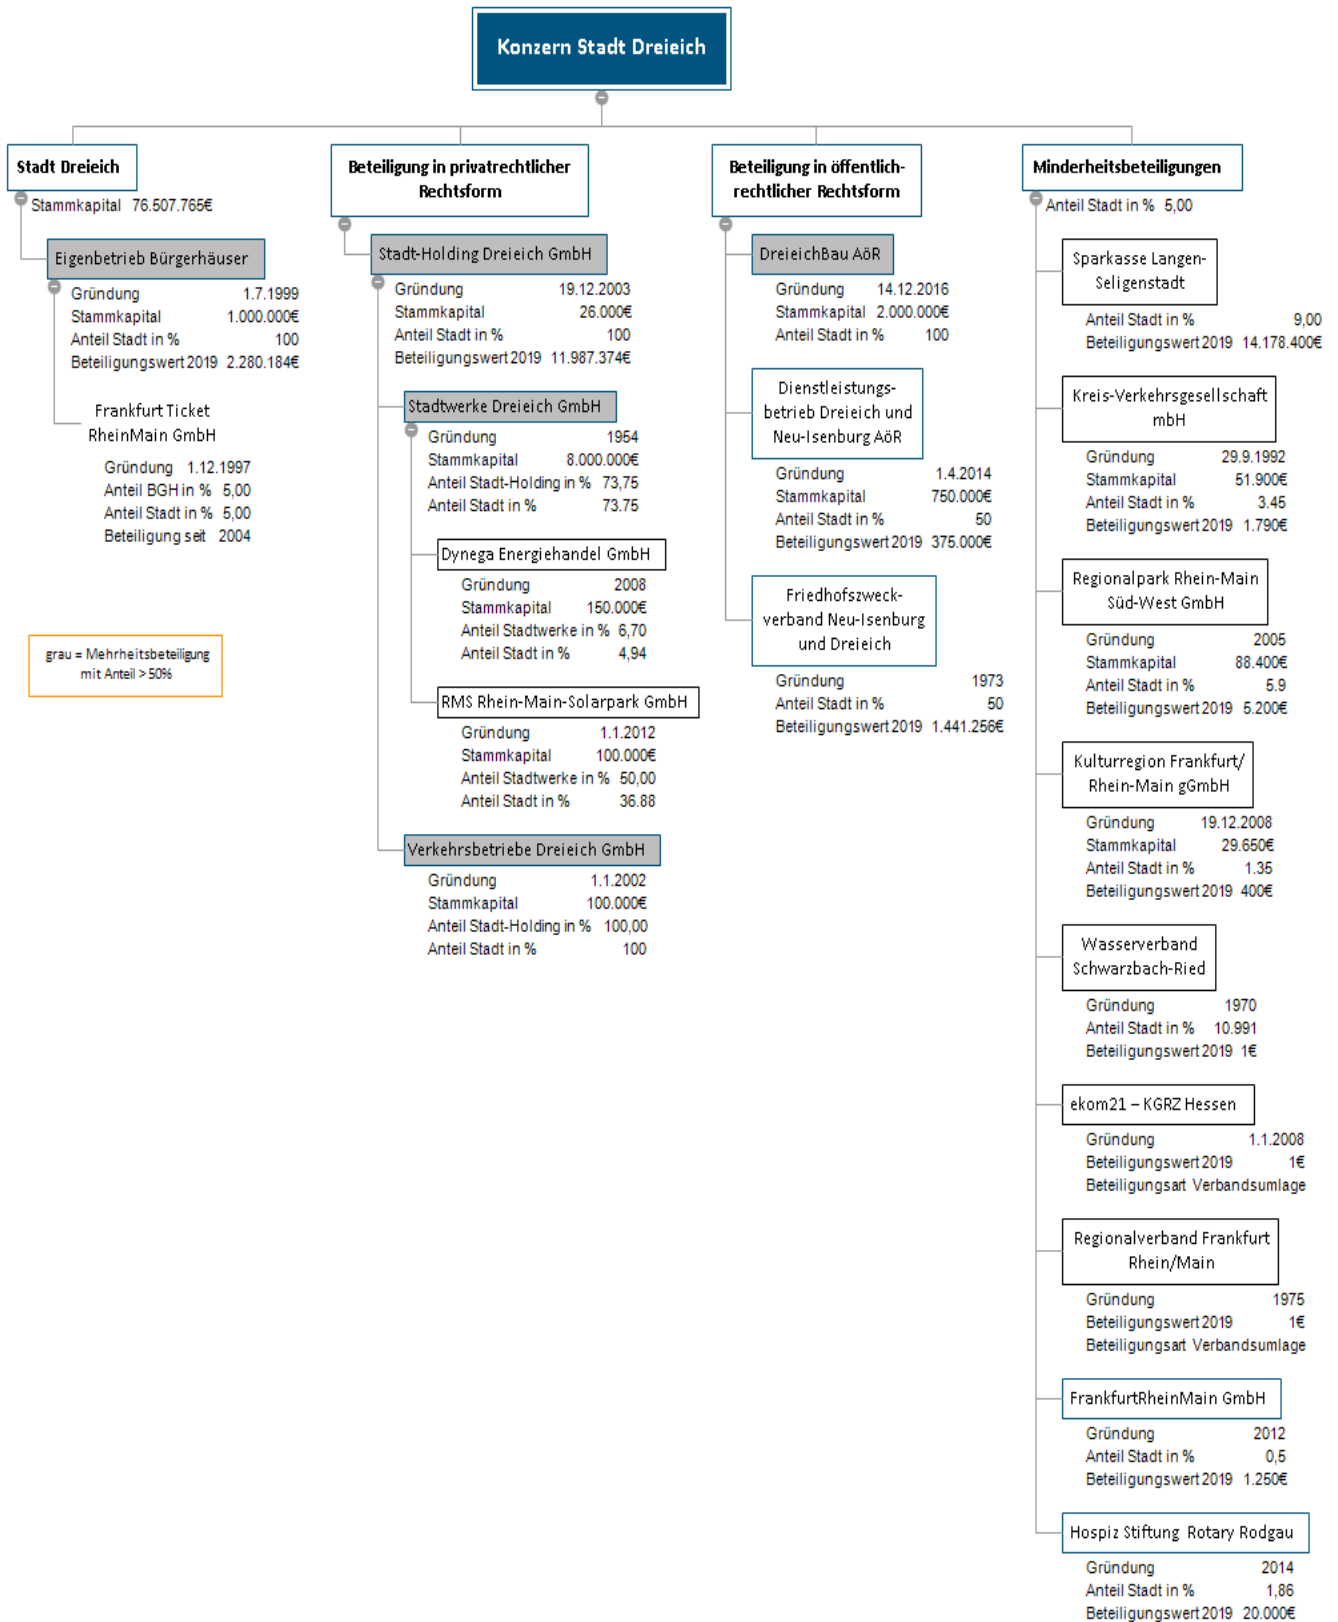 Konzern Stadt Dreieich
Stadt Dreieich
Stammkapital 76.507.765€
Eigenbetrieb Bürgerhäuser
Gründung 1.7.1999
Stammkapital 1.000.000€
Anteil Stadt in % 100
Beteiligungswert 2019 2.280.184€
Frankfurt Ticket
RheinMain GmbH
Gründung 1.12.1997
Anteil BGH in % 5,00
Anteil Stadt in % 5,00
Beteiligung seit 2004
grau = Mehrheitsbeteiligung
mit Anteil > 50%
Beteiligung in privatrechtlicher
Rechtsform
Stadt-Holding Dreieich GmbH
Gründung 19.12.2003
Stammkapital 26.000€
Anteil Stadt in % 100
Beteiligungswert 2019 11.987.374€
Stadtwerke Dreieich GmbH
Gründung 1954
Stammkapital 8.000.000€
Anteil Stadt-Holding in % 73,75
Anteil Stadt in % 73.75
Dynega Energiehandel GmbH
Gründung 2008
Stammkapital 150.000€
Anteil Stadtwerke in % 6,70
Anteil Stadt in % 4,94
RMS Rhein-Main-Solarpark GmbH
Gründung 1.1.2012
Stammkapital 100.000€
Anteil Stadtwerke in % 50,00
Anteil Stadt in % 36.88
Verkehrsbetriebe Dreieich GmbH
Gründung 1.1.2002
Stammkapital 100.000€
Anteil Stadt-Holding in % 100,00
Anteil Stadt in % 100
Beteiligung in öffentlich-
rechtlicher Rechtsform
DreieichBau AöR
Gründung 14.12.2016
Stammkapital 2.000.000€
Anteil Stadt in % 100
Dienstleistungs-
betrieb Dreieich und
Neu-Isenburg AöR
Gründung 1.4.2014
Stammkapital 750.000€
Anteil Stadt in % 50
Beteiligungswert 2019 375.000€
Friedhofszweck-
verband Neu-Isenburg
und Dreieich
Gründung 1973
Anteil Stadt in % 50
Beteiligungswert 2019 1.441.256€
Minderheitsbeteiligungen
Anteil Stadt in % 5,00
Sparkasse Langen-
Seligenstadt
Anteil Stadt in % 9,00
Beteiligungswert 2019 14.178.400€
Kreis-Verkehrsgesellschaft
mbH
Gründung 29.9.1992
Stammkapital 51.900€
Anteil Stadt in % 3.45
Beteiligungswert 2019 1.790€
Regionalpark Rhein-Main
Süd-West GmbH
Gründung 2005
Stammkapital 88.400€
Anteil Stadt in % 5.9
Beteiligungswert 2019 5.200€
Kulturregion Frankfurt/
Rhein-Main gGmbH
Gründung 19.12.2008
Stammkapital 29.650€
Anteil Stadt in % 1.35
Beteiligungswert 2019 400€
Wasserverband
Schwarzbach-Ried
Gründung 1970
Anteil Stadt in % 10.991
Beteiligungswert 2019 1€
ekom21 – KGRZ Hessen
Gründung 1.1.2008
Beteiligungswert 2019 1€
Beteiligungsart Verbandsumlage
Regionalverband Frankfurt
Rhein/Main
Gründung 1975
Beteiligungswert 2019 1€
Beteiligungsart Verbandsumlage
FrankfurtRheinMain GmbH
Gründung 2012
Anteil Stadt in % 0,5
Beteiligungswert 2019 1.250€
Hospiz Stiftung Rotary Rodgau
Gründung 2014
Anteil Stadt in % 1,86
Beteiligungswert 2019 20.000€